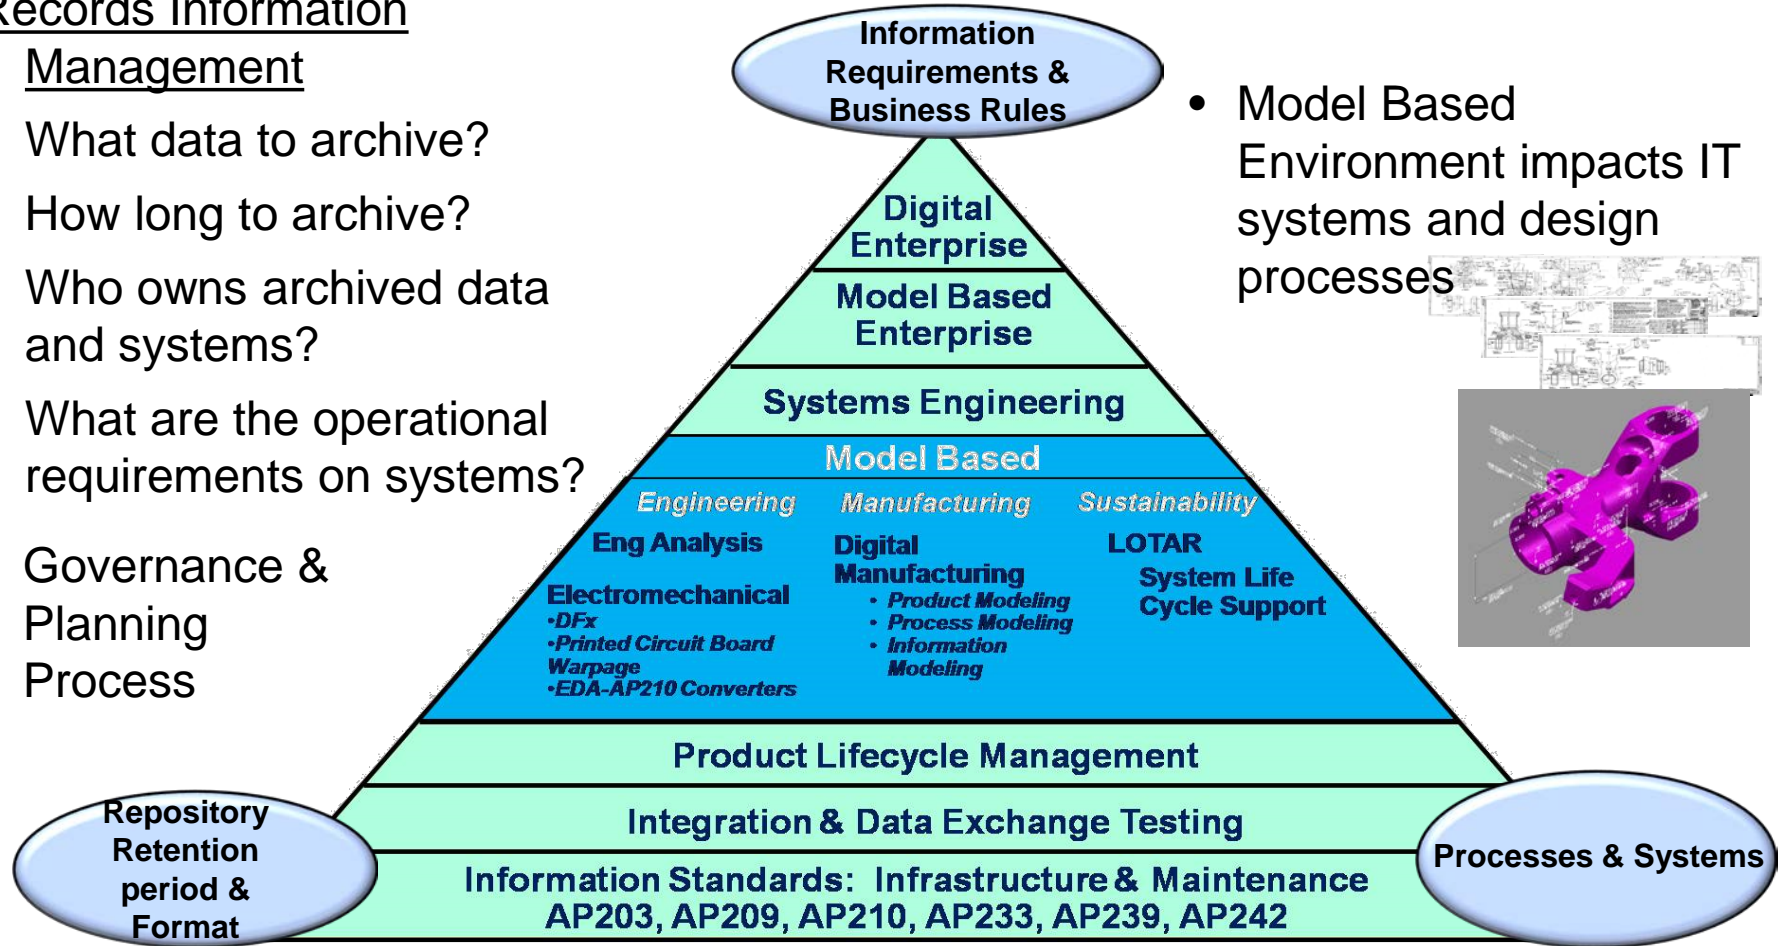 Records Information
Management
What data to archive?
How long to archive?
Who owns archived data
and systems?
What are the operational
requirements on systems?
Governance &
Planning
Process
Information
Requirements &
Business Rules
• Model Based
Environment impacts IT
systems and design
processes
Digital
Enterprise
Model Based
Enterprise
Systems Engineering
Model Based
Engineering
Eng Analysis
Electromechanical
•DFx
•Printed Circuit Board
Warpage
•EDA-AP210 Converters
Manufacturing
Digital
Manufacturing
• Product Modeling
• Process Modeling
• Information
Modeling
Sustainability
LOTAR
System Life
Cycle Support
Product Lifecycle Management
Integration & Data Exchange Testing
Information Standards: Infrastructure & Maintenance
AP203, AP209, AP210, AP233, AP239, AP242
Repository
Retention
period &
Format
Processes & Systems